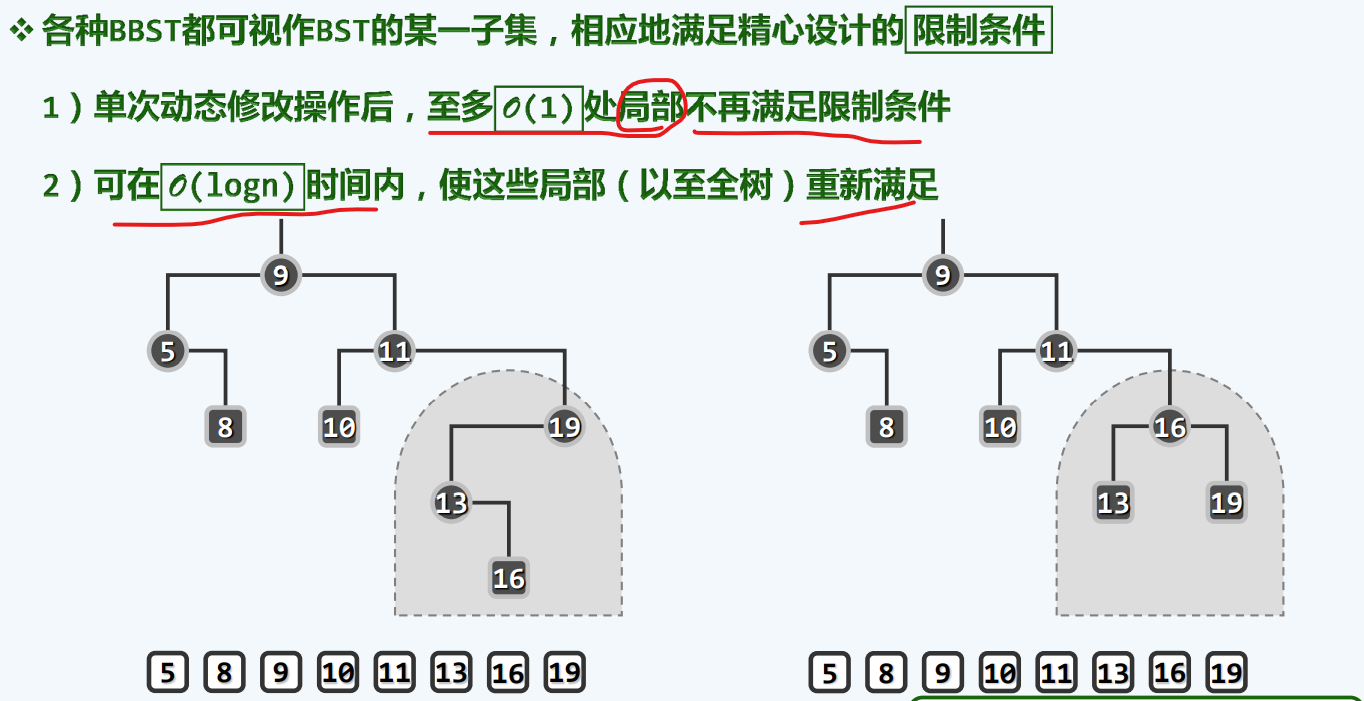 ❖ 各种BBST都可视作BST的某一子集，相应地满足精心设计的限制条件
1）单次动态修改操作后，至多O(1)处局部不再满足限制条件
2）可在O(logn)时间内，使这些局部（以至全树）重新满足
9
5 11
8 10 19
13
16
5 8 9 10 11 13 16 19
9
5 11
8 10 16
13 19
5 8 9 10 11 13 16 19